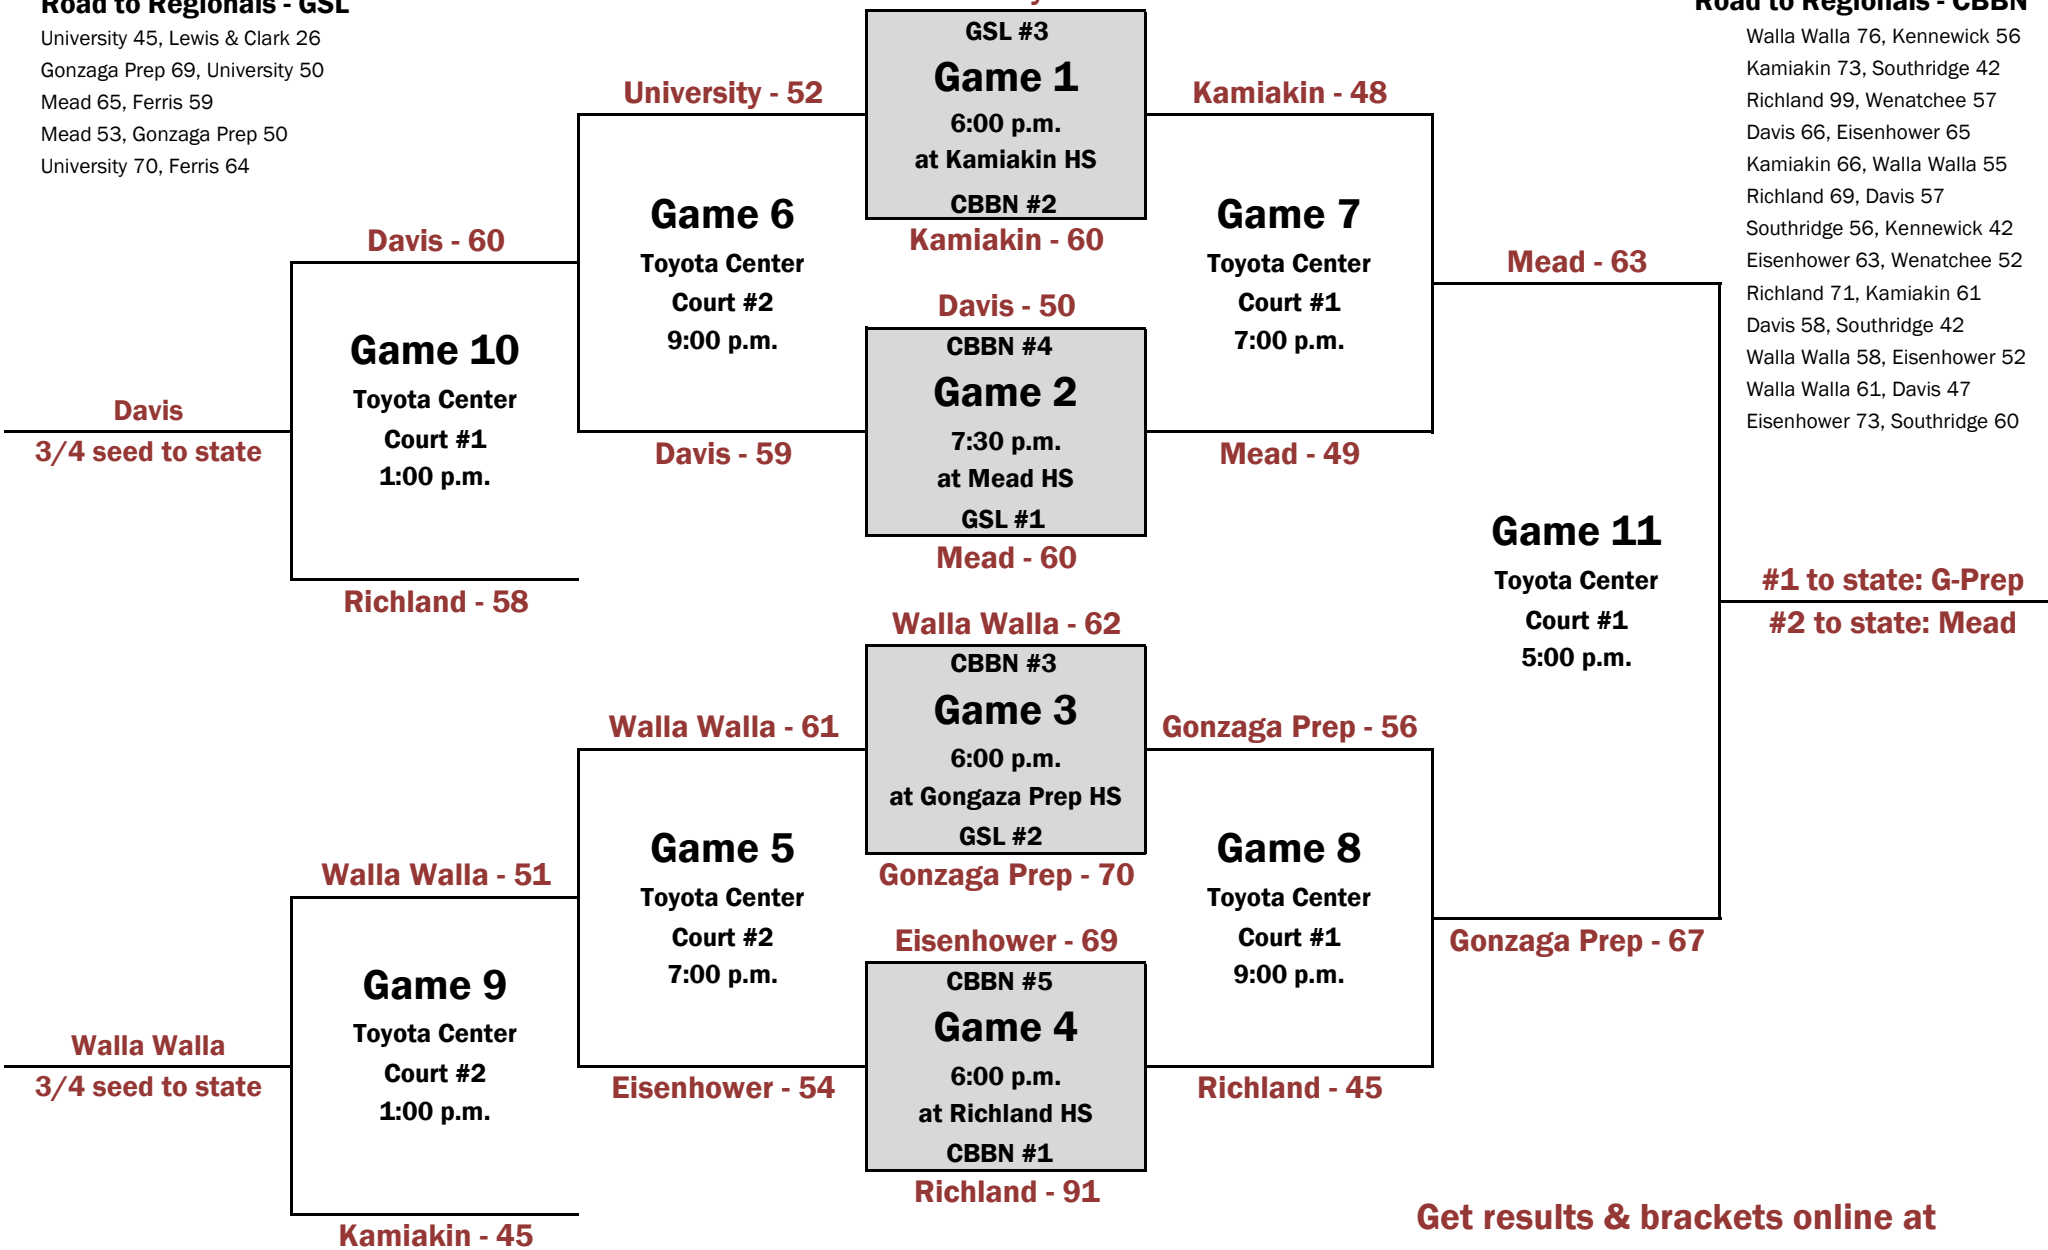 Road to Regionals - GSL
University 45, Lewis & Clark 26
Gonzaga Prep 69, University 50
Mead 65, Ferris 59
Mead 53, Gonzaga Prep 50
University 70, Ferris 64
Road to Regionals - CBBN
Walla Walla 76, Kennewick 56
Kamiakin 73, Southridge 42
Richland 99, Wenatchee 57
Davis 66, Eisenhower 65
Kamiakin 66, Walla Walla 55
Richland 69, Davis 57
Southridge 56, Kennewick 42
Eisenhower 63, Wenatchee 52
Richland 71, Kamiakin 61
Davis 58, Southridge 42
Walla Walla 58, Eisenhower 52
Walla Walla 61, Davis 47
Eisenhower 73, Southridge 60
GSL #3
Game 1
6:00 p.m.
at Kamiakin HS
CBBN #2
Kamiakin - 60
Davis - 50
CBBN #4
Game 2
7:30 p.m.
at Mead HS
GSL #1
Mead - 60
Walla Walla - 62
CBBN #3
Game 3
6:00 p.m.
at Gongaza Prep HS
GSL #2
Gonzaga Prep - 70
Eisenhower - 69
CBBN #5
Game 4
6:00 p.m.
at Richland HS
CBBN #1
Richland - 91
University - 52
Game 6
Toyota Center
Court #2
9:00 p.m.
Davis - 59
Walla Walla - 61
Game 5
Toyota Center
Court #2
7:00 p.m.
Eisenhower - 54
Davis - 60
Game 10
Toyota Center
Court #1
1:00 p.m.
Richland - 58
Davis
3/4 seed to state
Walla Walla - 51
Game 9
Toyota Center
Court #2
1:00 p.m.
Kamiakin - 45
Walla Walla
3/4 seed to state
Kamiakin - 48
Game 7
Toyota Center
Court #1
7:00 p.m.
Mead - 49
Gonzaga Prep - 56
Game 8
Toyota Center
Court #1
9:00 p.m.
Richland - 45
Mead - 63
Game 11
Toyota Center
Court #1
5:00 p.m.
Gonzaga Prep - 67
#1 to state: G-Prep
#2 to state: Mead
Get results & brackets online at